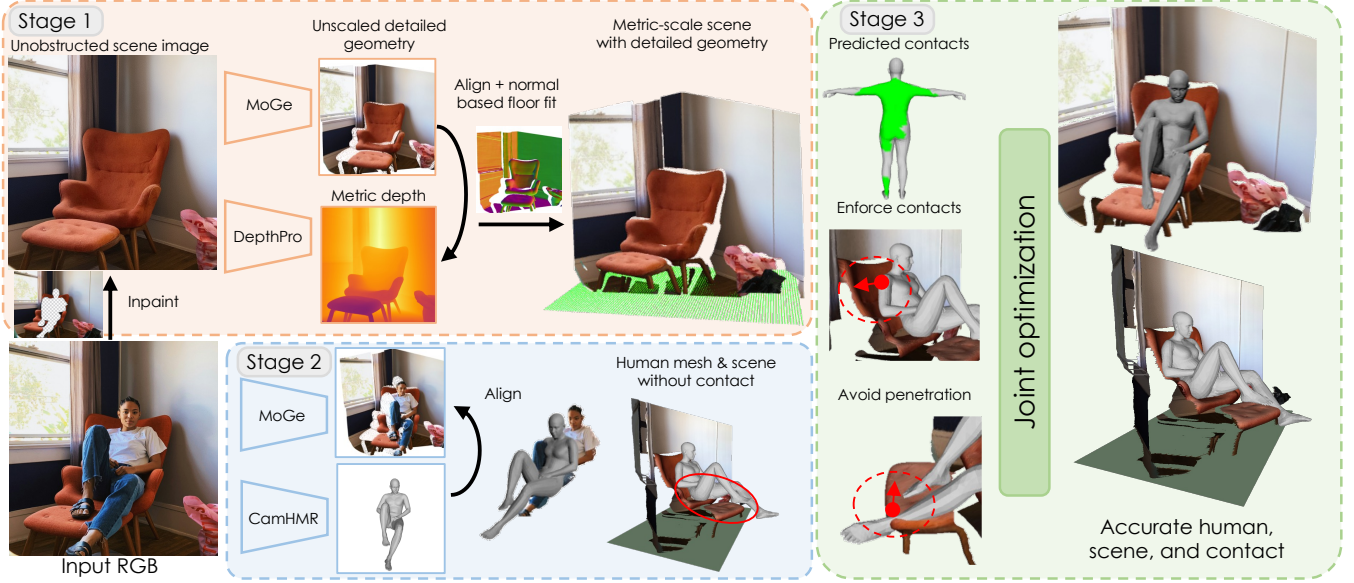 Stage 1
Unobstructed scene image
MoGe
DepthPro
Inpaint
Unscaled detailed
geometry
Metric depth
Align + normal
based floor fit
Metric-scale scene
with detailed geometry
Input RGB
Stage 2
MoGe
CamHMR
Align
Human mesh & scene
without contact
Stage 3
Predicted contacts
Enforce contacts
Avoid penetration
Joint optimization
Accurate human,
scene, and contact